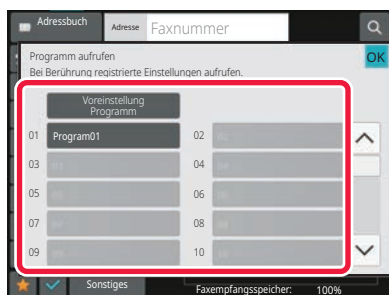 Adressbuch Adresse Faxnummer
Programm aufrufen OK
Bei Berührung registrierte Einstellungen aufrufen.
Voreinstellung
Programm
01 Program01 02
03 04
05 06
07 08
09 10
Sonstiges Faxempfangsspeicher: 100%